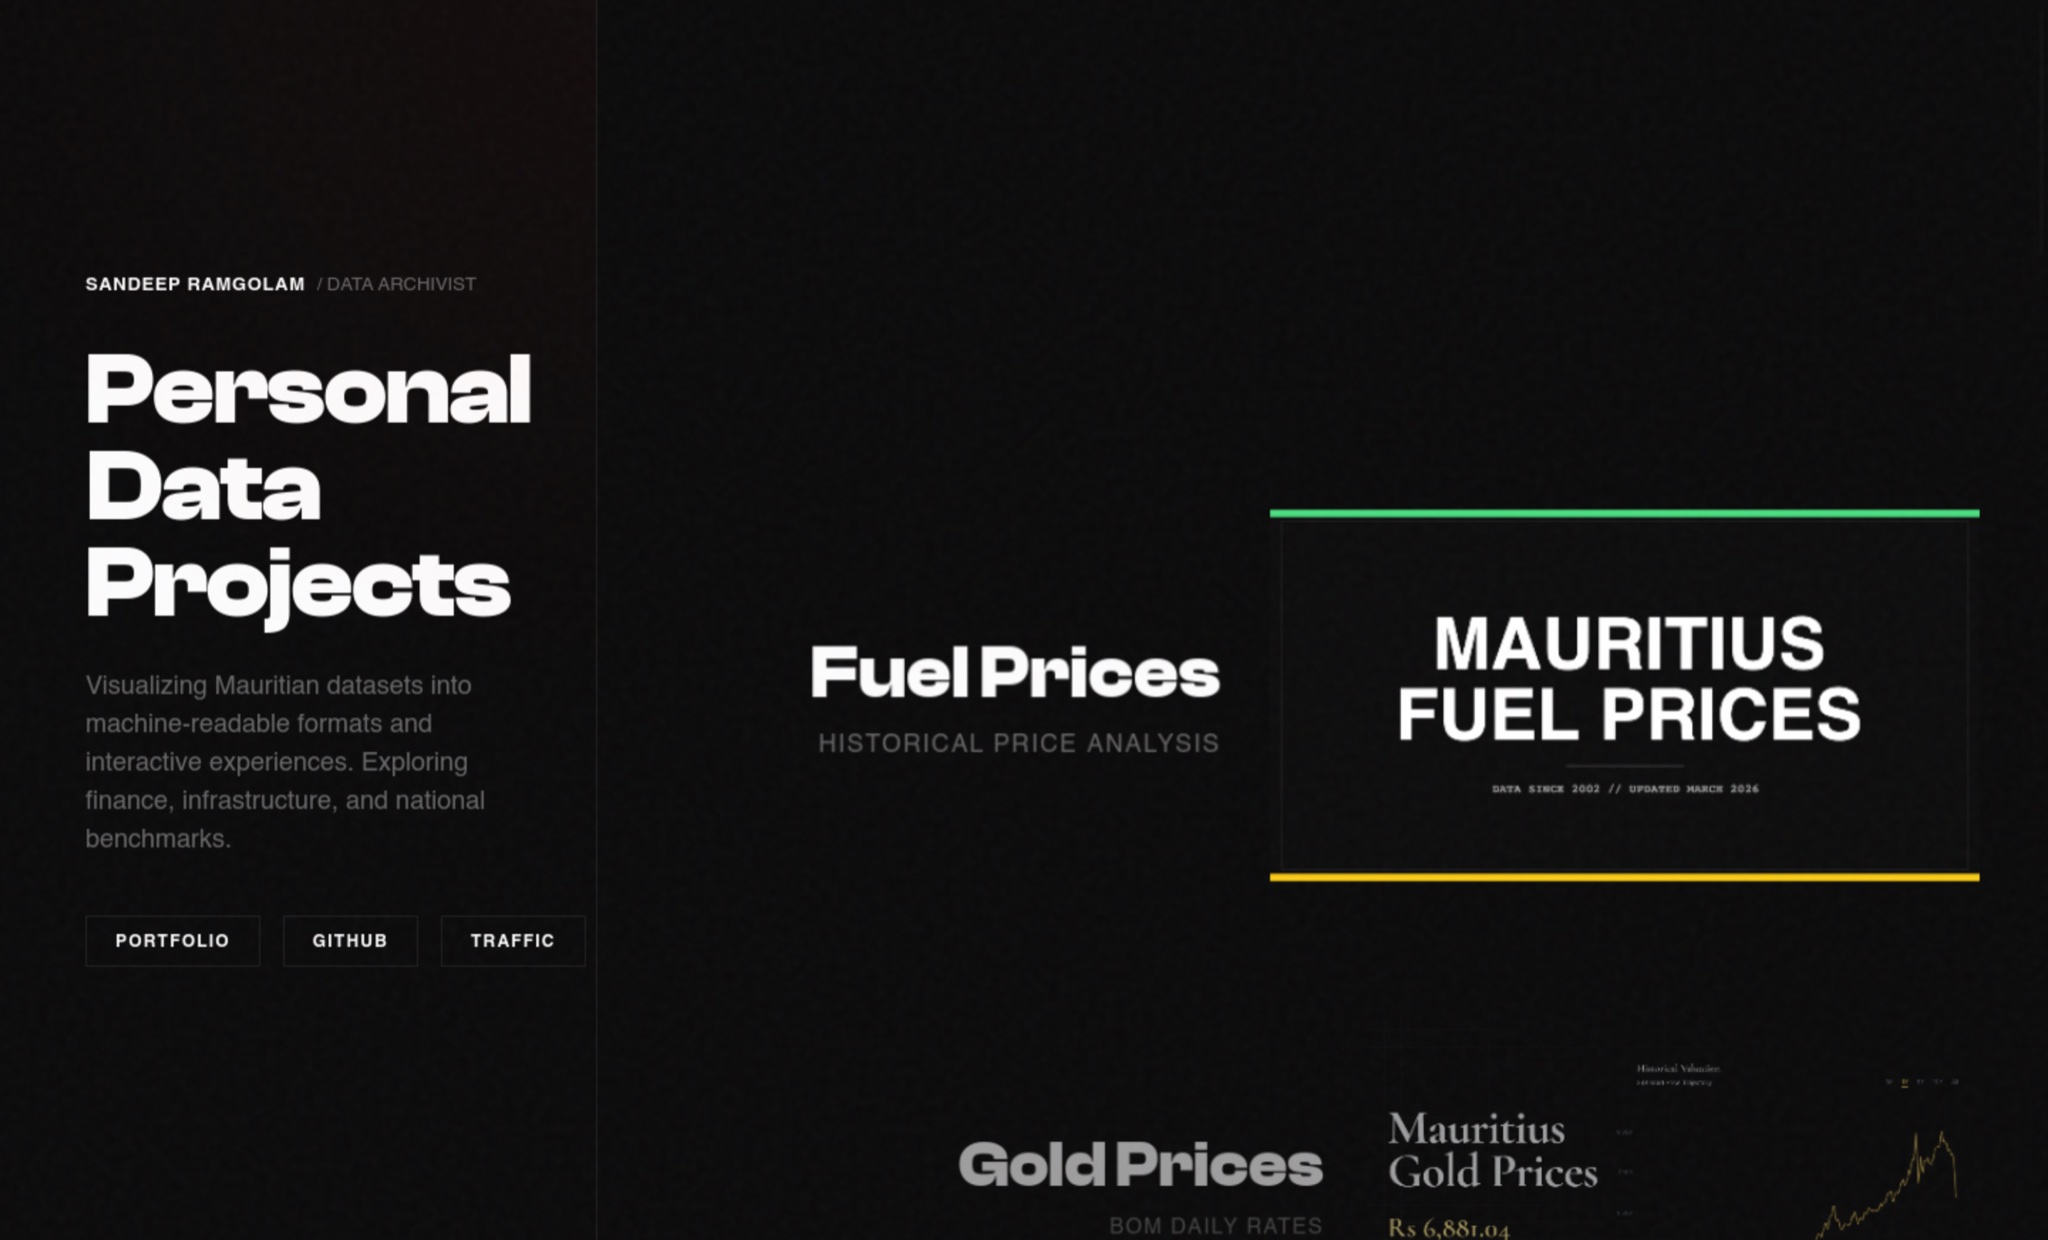 SANDEEP RAMGOLAM / DATA ARCHIVIST
Personal
Data
Projects
Visualizing Mauritian datasets into
machine-readable formats and
interactive experiences. Exploring
finance, infrastructure, and national
benchmarks.
PORTFOLIO
GITHUB
TRAFFIC
Fuel Prices
HISTORICAL PRICE ANALYSIS
MAURITIUS
FUEL PRICES
DATA SINCE 2002 // UPDATED MARCH 2026
Gold Prices
BOM DAILY RATES
Mauritius
Gold Prices
Rs 6,881.04
Historical Valuation